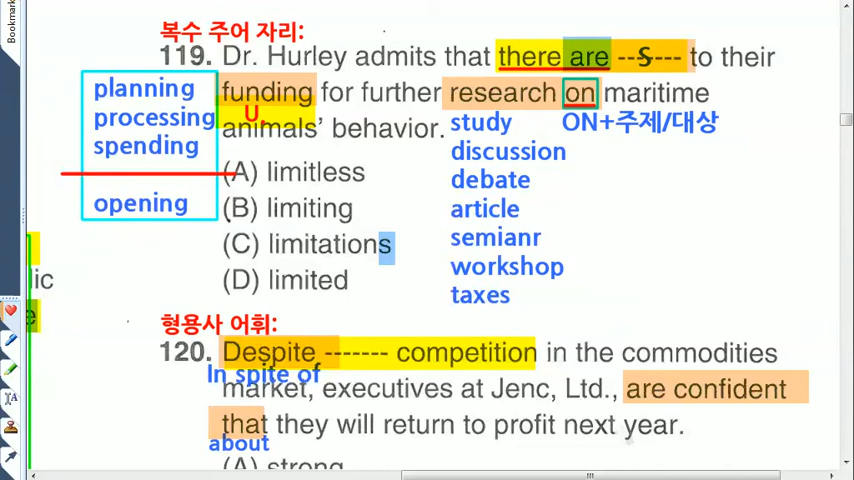 Bookm
복수 주어 자리:
119. Dr. Hurley admits that there are ---S--- to their
planning
funding for further research on maritime
processing
U.
animals' behavior.
study
ON+주제/대상
spending
discussion
(A) limitless
debate
opening
(B) limiting
article
(C) limitations
semianr
lic
(D) limited
workshop
e
taxes
형용사 어휘:
120. Despite ------- competition in the commodities
In spite of
market, executives at Jenc, Ltd., are confident
that they will return to profit next year.
about
(A) strong